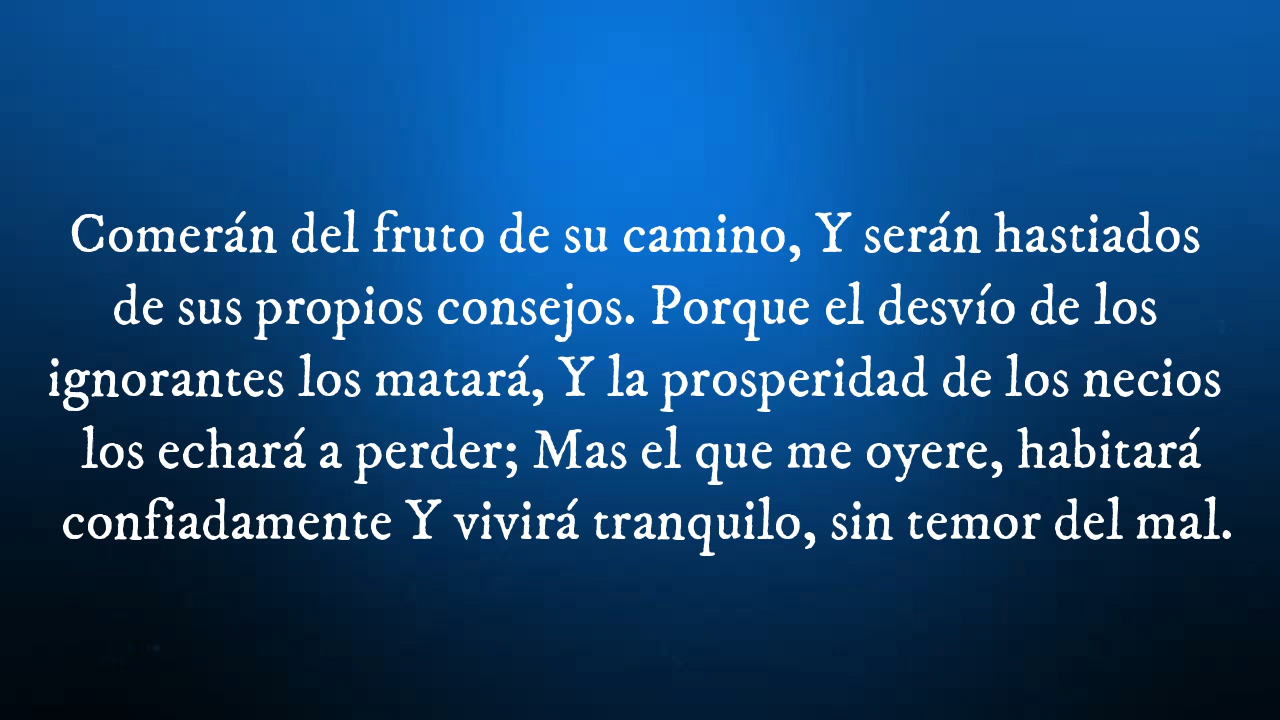 Comerán del fruto de su camino, Y serán hastiados
de sus propios consejos. Porque el desvío de los
ignorantes los matará, Y la prosperidad de los necios
los echará a perder; Mas el que me oyere, habitará
confiadamente Y vivirá tranquilo, sin temor del mal.